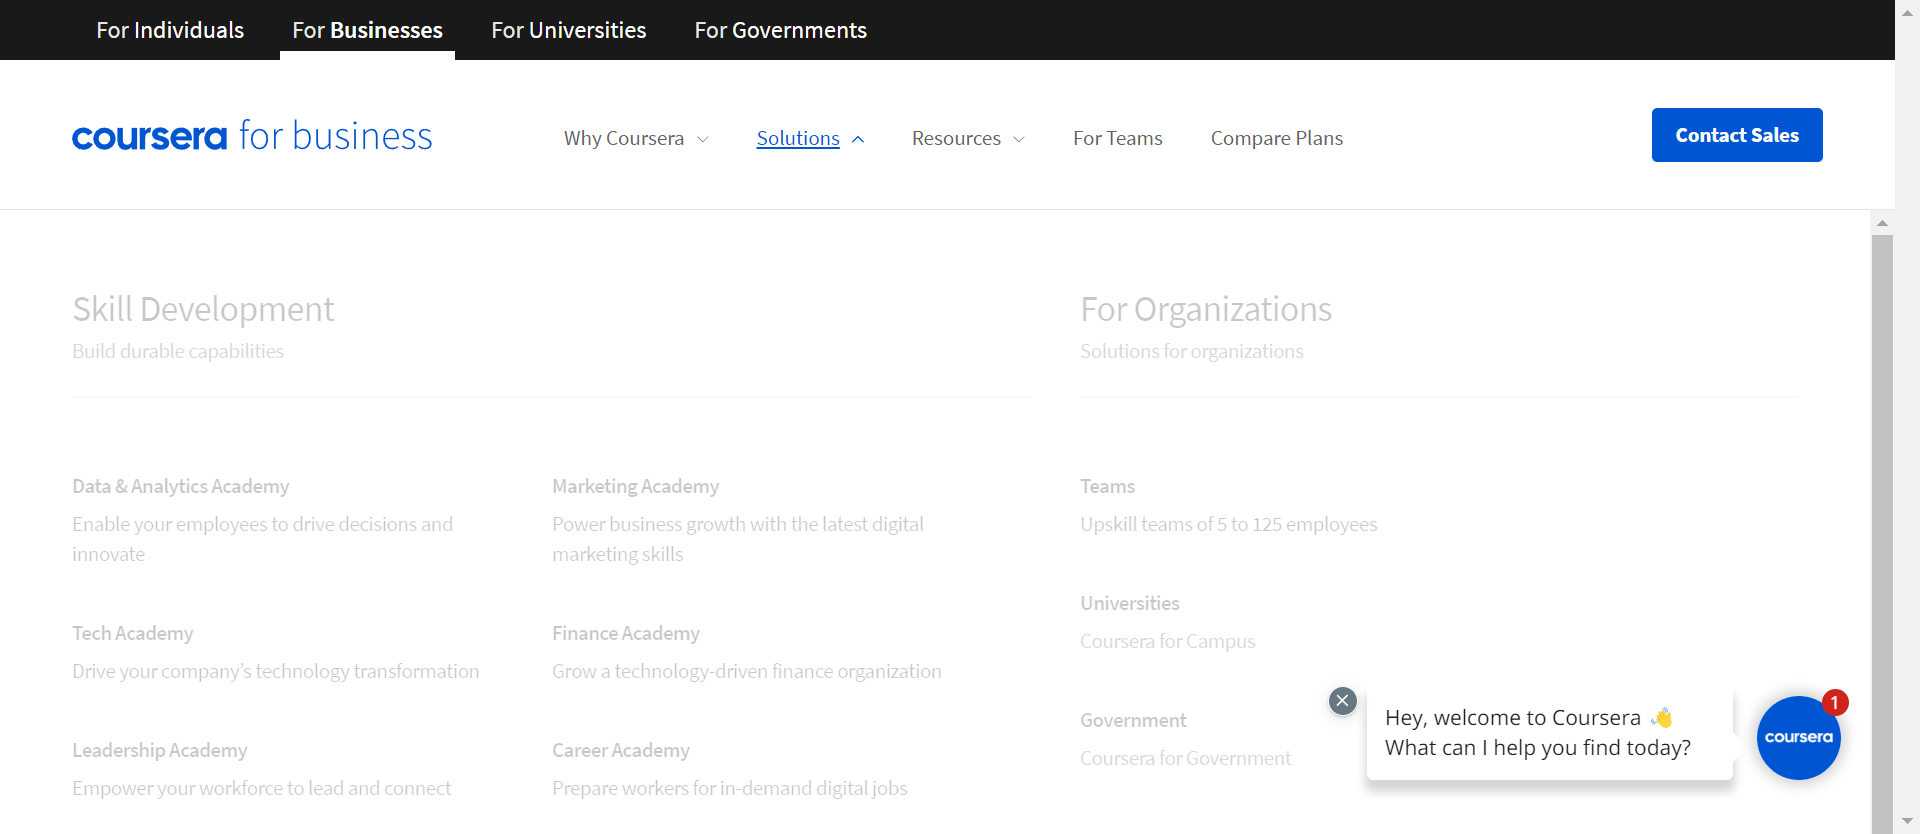 For Individuals
For Businesses
For Universities
For Governments
coursera for business
Why Coursera
Solutions
Resources
For Teams
Compare Plans
Contact Sales
Skill Development
Build durable capabilities
For Organizations
Solutions for organizations
Data & Analytics Academy
Enable your employees to drive decisions and
innovate
Marketing Academy
Power business growth with the latest digital
marketing skills
Teams
Upskill teams of 5 to 125 employees
Tech Academy
Drive your company’s technology transformation
Finance Academy
Grow a technology-driven finance organization
Universities
Coursera for Campus
Leadership Academy
Empower your workforce to lead and connect
Career Academy
Prepare workers for in-demand digital jobs
Government
Coursera for Government
Hey, welcome to Coursera 👋
What can I help you find today?
coursera
1